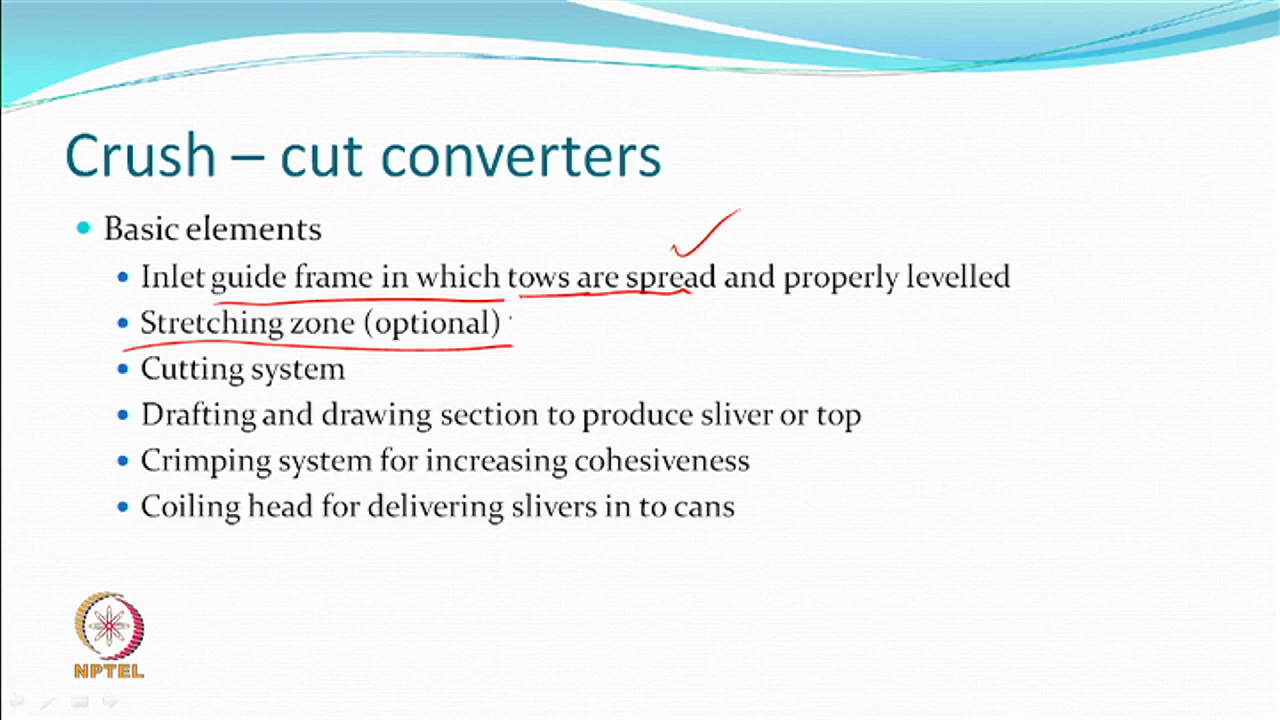 Crush – cut converters
Basic elements
Inlet guide frame in which tows are spread and properly levelled
Stretching zone (optional)
Cutting system
Drafting and drawing section to produce sliver or top
Crimping system for increasing cohesiveness
Coiling head for delivering slivers in to cans
NPTEL